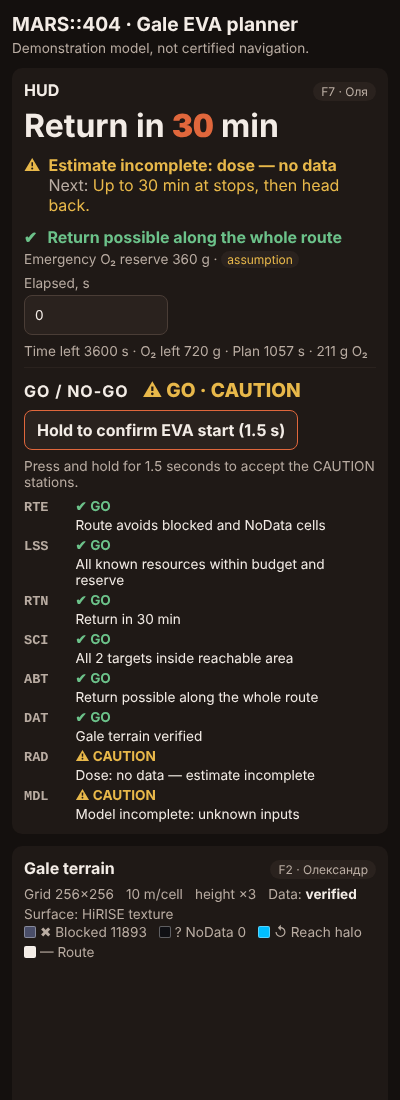 MARS::404 · Gale EVA planner
Demonstration model, not certified navigation.
HUD
F7 · Оля
Return in 30 min
⚠ Estimate incomplete: dose — no data
Next: Up to 30 min at stops, then head
back.
✔ Return possible along the whole route
Emergency O₂ reserve 360 g · assumption
Elapsed, s
0
Time left 3600 s · O₂ left 720 g · Plan 1057 s · 211 g O₂
GO / NO-GO ⚠ GO · CAUTION
Hold to confirm EVA start (1.5 s)
Press and hold for 1.5 seconds to accept the CAUTION
stations.
RTE ✔ GO
Route avoids blocked and NoData cells
LSS ✔ GO
All known resources within budget and
reserve
RTN ✔ GO
Return in 30 min
SCI ✔ GO
All 2 targets inside reachable area
ABT ✔ GO
Return possible along the whole route
DAT ✔ GO
Gale terrain verified
RAD ⚠ CAUTION
Dose: no data — estimate incomplete
MDL ⚠ CAUTION
Model incomplete: unknown inputs
Gale terrain
F2 · Олександр
Grid 256×256 10 m/cell height ×3 Data: verified
Surface: HiRISE texture
✖ Blocked 11893 ? NoData 0 ↺ Reach halo
— Route